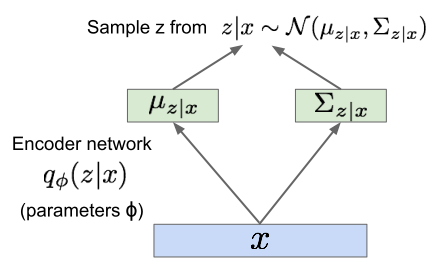 Sample z from z|x ∼ 𝒩(μ_{z|x}, Σ_{z|x})
μ_{z|x} Σ_{z|x}
Encoder network
q_ϕ(z|x)
(parameters ϕ)
x